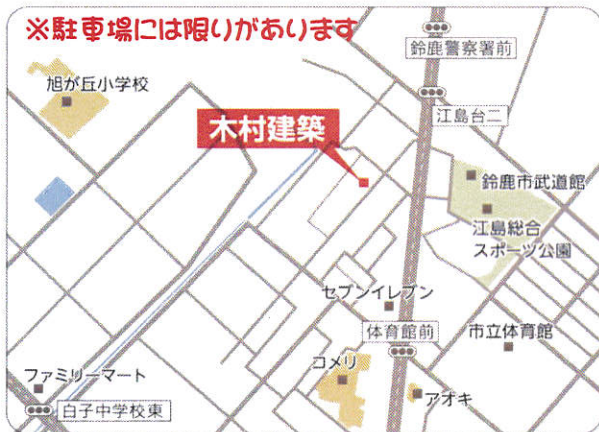 ※駐車場には限りがあります
鈴鹿警察署前
旭が丘小学校
江島台二
木村建築
鈴鹿市武道館
江島総合
スポーツ公園
セブンイレブン
体育館前
市立体育館
コメリ
ファミリーマート
アオキ
白子中学校東